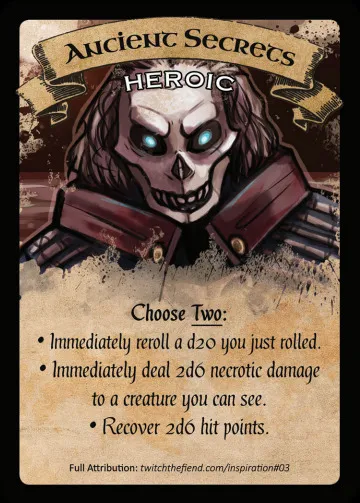 Ancient Secrets
HEROIC
Choose Two:
• Immediately reroll a d20 you just rolled.
• Immediately deal 2d6 necrotic damage
to a creature you can see.
• Recover 2d6 hit points.
Full Attribution: twitchthefiend.com/inspiration#03